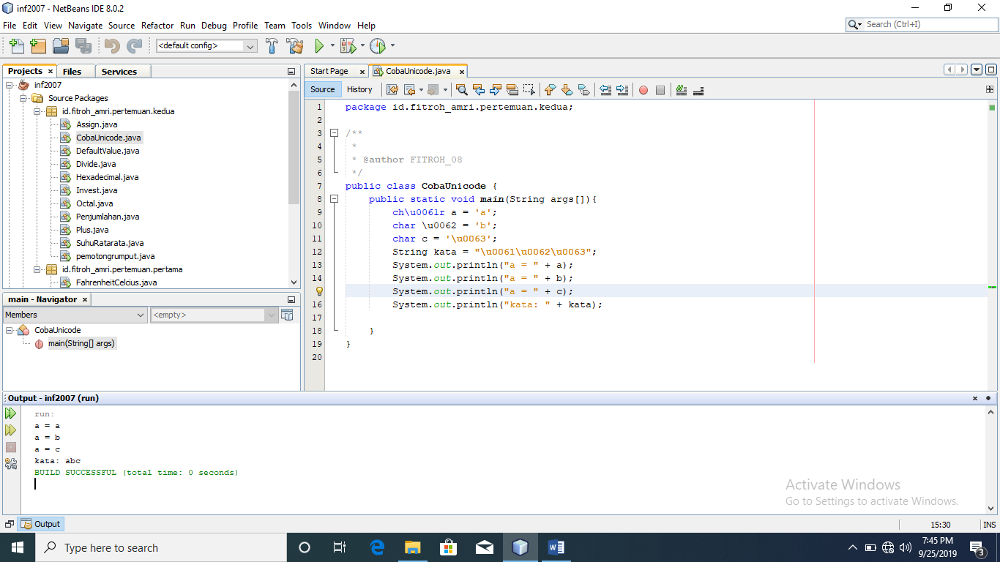 inf2007 - NetBeans IDE 8.0.2
File Edit View Navigate Source Refactor Run Debug Profile Team Tools Window Help
Search (Ctrl+I)
<default config>
Projects Files Services
inf2007
Source Packages
id.fitroh_amri.pertemuan.kedua
Assign.java
CobaUnicode.java
DefaultValue.java
Divide.java
Hexadecimal.java
Invest.java
Octal.java
Penjumlahan.java
Plus.java
SuhuRatarata.java
pemotongrumput.java
id.fitroh_amri.pertemuan.pertama
FahrenheitCelcius.java
main - Navigator
Members
<empty>
CobaUnicode
main(String[] args)
Start Page CobaUnicode.java
Source History
1 package id.fitroh_amri.pertemuan.kedua;
2
3 /**
4 *
5 * @author FITROH_08
6 */
7 public class CobaUnicode {
8 public static void main(String args[]){
9 ch\u0061r a = 'a';
10 char \u0062 = 'b';
11 char c = '\u0063';
12 String kata = "\u0061\u0062\u0063";
13 System.out.println("a = " + a);
14 System.out.println("a = " + b);
System.out.println("a = " + c);
16 System.out.println("kata: " + kata);
17
18 }
19 }
20
Output - inf2007 (run)
run:
a = a
a = b
a = c
kata: abc
BUILD SUCCESSFUL (total time: 0 seconds)
Activate Windows
Go to Settings to activate Windows.
Output
15:30 INS
Type here to search
7:45 PM
9/25/2019
3